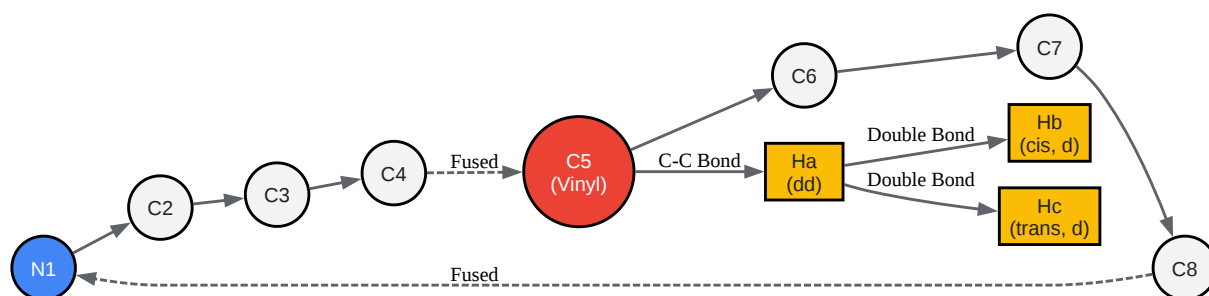 N1
C2
C3
C4
Fused
C5
(Vinyl)
C-C Bond
C6
C7
Ha
(dd)
Double Bond
Double Bond
Hb
(cis, d)
Hc
(trans, d)
C8
Fused